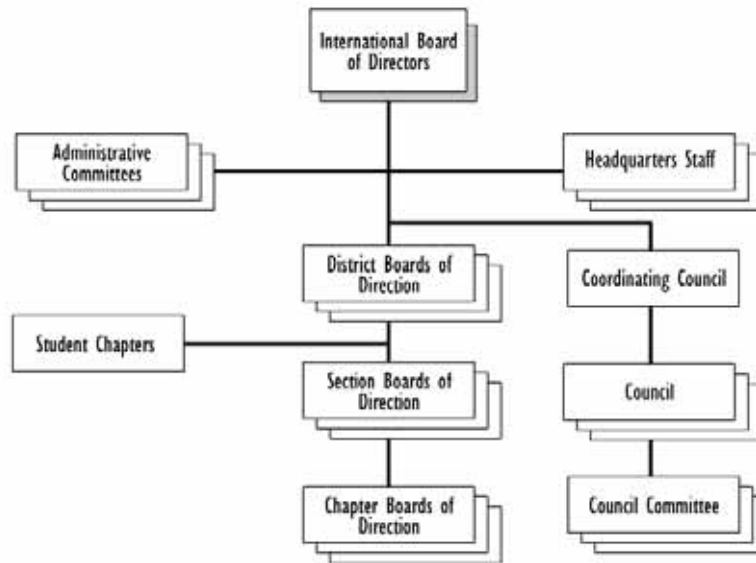 International Board
of Directors
Administrative
Committees
Headquarters Staff
District Boards of
Direction
Coordinating Council
Student Chapters
Section Boards of
Direction
Council
Chapter Boards of
Direction
Council Committee